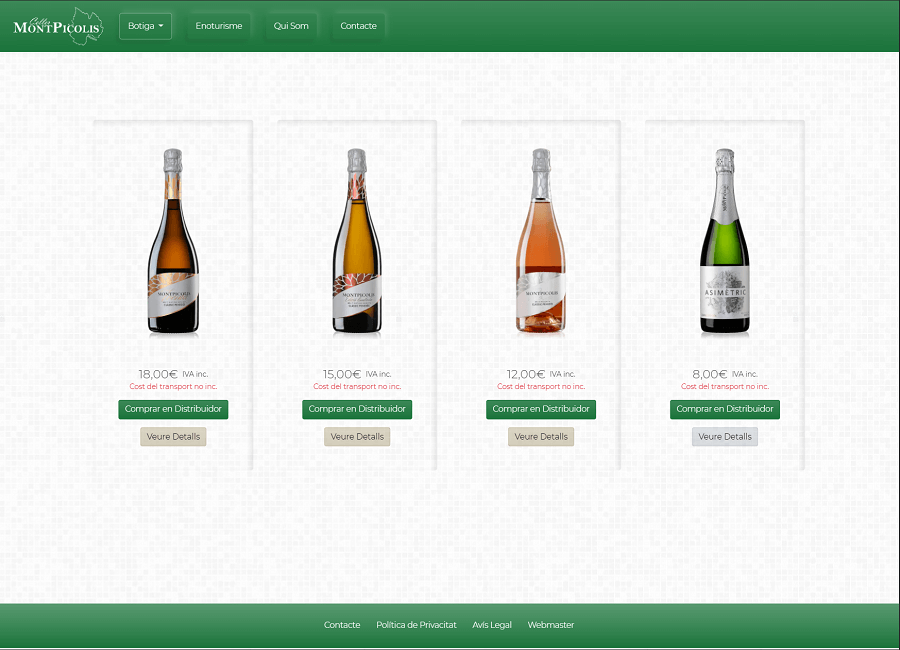 Celler
MONTPICOLIS
Botiga
Enoturisme
Qui Som
Contacte
MONTPICOLIS
MONTPICOLIS
MONTPICOLIS
ASIMÈTRIC
18,00€ IVA inc.
Cost del transport no inc.
Comprar en Distribuidor
Veure Detalls
15,00€ IVA inc.
Cost del transport no inc.
Comprar en Distribuidor
Veure Detalls
12,00€ IVA inc.
Cost del transport no inc.
Comprar en Distribuidor
Veure Detalls
8,00€ IVA inc.
Cost del transport no inc.
Comprar en Distribuidor
Veure Detalls
Contacte
Política de Privacitat
Avís Legal
Webmaster